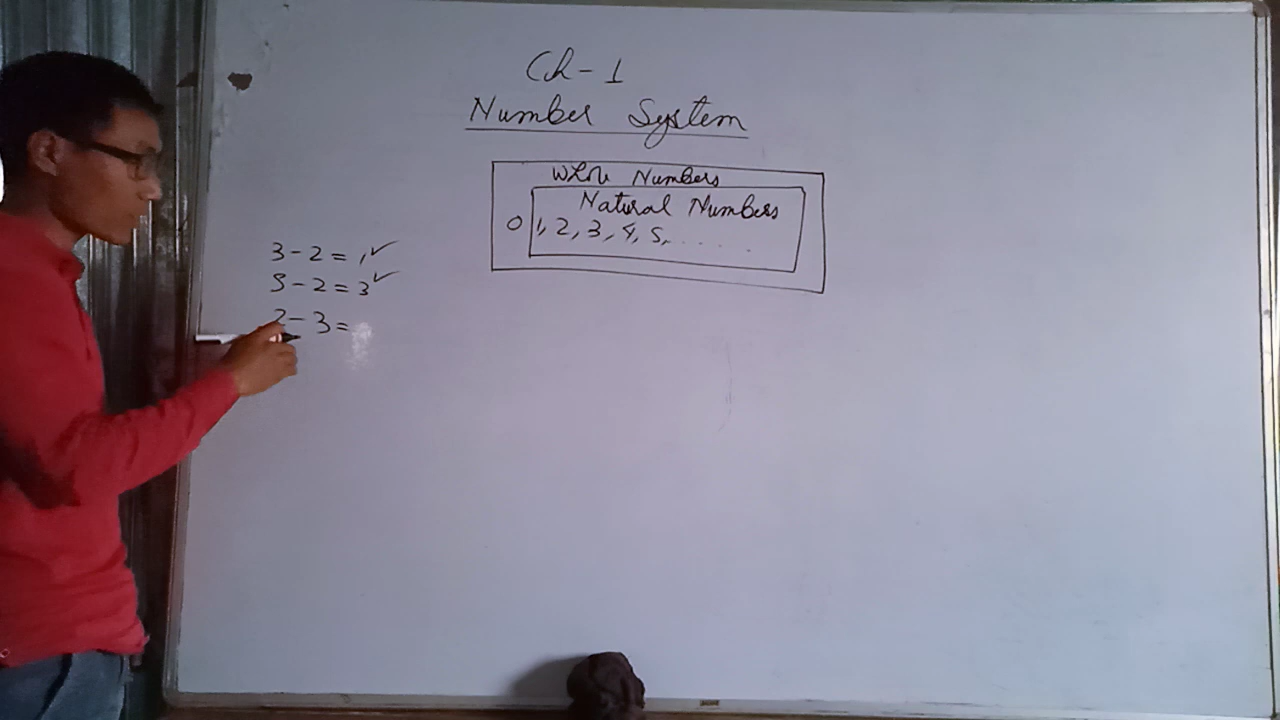 Ch-1
Number System
Whole Numbers
Natural Numbers
0 1, 2, 3, 4, 5, . . . . . .
3 - 2 = 1 ✓
5 - 2 = 3 ✓
2 - 3 =